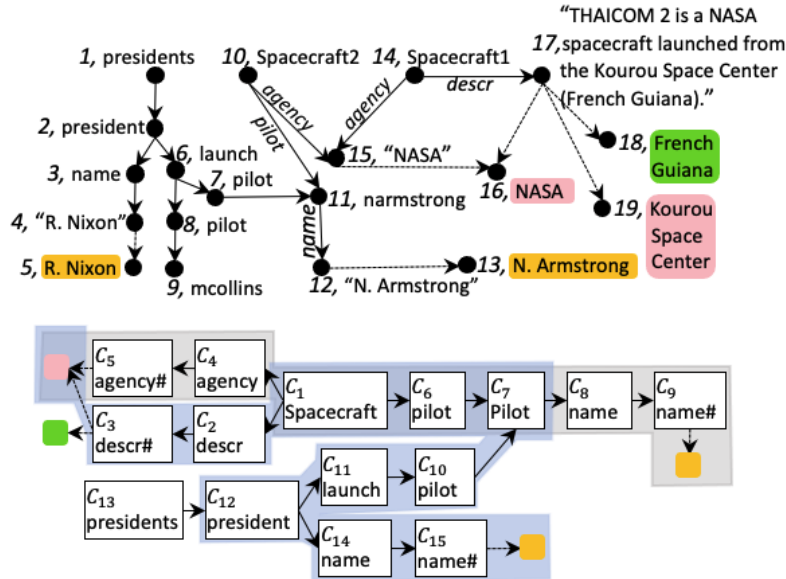 “THAICOM 2 is a NASA
1, presidents
10, Spacecraft2
14, Spacecraft1
17, spacecraft launched from
the Kourou Space Center
(French Guiana).”
agency
pilot
agency
descr
2, president
6, launch
3, name
7, pilot
15, “NASA”
18, French
Guiana
16, NASA
11, narmstrong
4, “R. Nixon”
8, pilot
name
19, Kourou
Space
Center
5, R. Nixon
9, mcollins
12, “N. Armstrong”
13, N. Armstrong
C5
agency#
C4
agency
C1
Spacecraft
C6
pilot
C7
Pilot
C8
name
C9
name#
C3
descr#
C2
descr
C11
launch
C10
pilot
C13
presidents
C12
president
C14
name
C15
name#